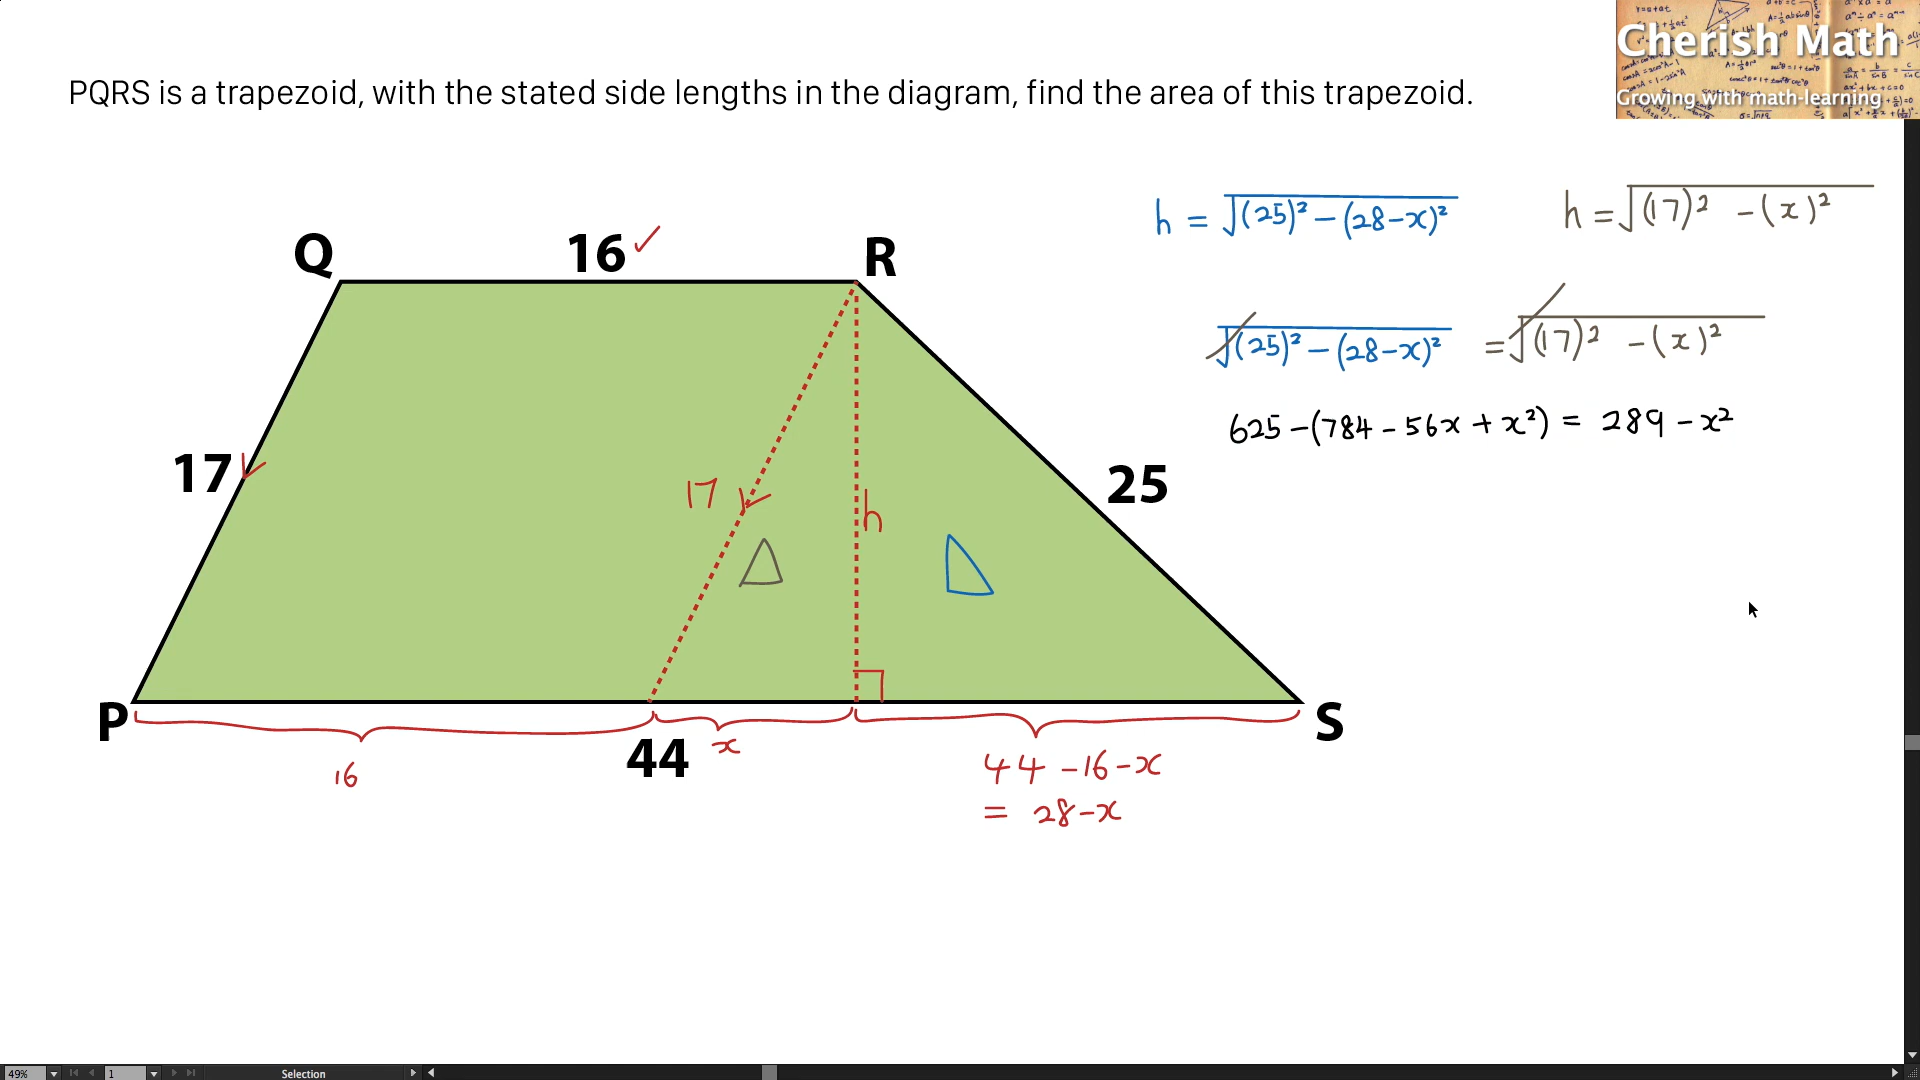 Cherish Math
Growing with math-learning
PQRS is a trapezoid, with the stated side lengths in the diagram, find the area of this trapezoid.
h = √(25)² – (28–x)²
h = √(17)² – (x)²
√(25)² – (28–x)² = √(17)² – (x)²
625 – (784 – 56x + x²) = 289 – x²
Q
16
R
17
17
h
25
P
S
16
44
x
44 – 16 – x
= 28 – x
49%
1
Selection